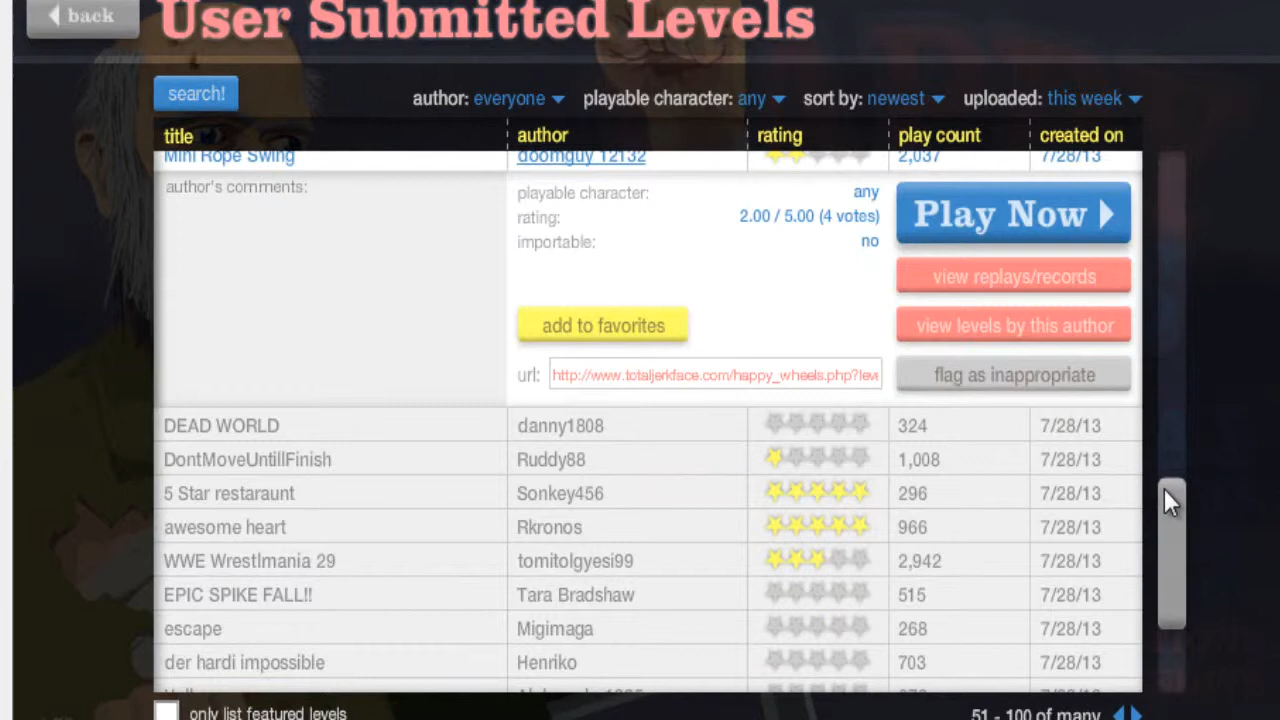 back
User Submitted Levels
search!
author: everyone
playable character: any
sort by: newest
uploaded: this week
title author rating play count created on
Mini Rope Swing doomguy 12132 2,037 7/28/13
author's comments:
playable character: any
rating: 2.00 / 5.00 (4 votes)
importable: no
Play Now
view replays/records
add to favorites
view levels by this author
url: http://www.totaljerkface.com/happy_wheels.php?leve
flag as inappropriate
DEAD WORLD danny1808 324 7/28/13
DontMoveUntillFinish Ruddy88 1,008 7/28/13
5 Star restaraunt Sonkey456 296 7/28/13
awesome heart Rkronos 966 7/28/13
WWE Wrestlmania 29 tomitolgyesi99 2,942 7/28/13
EPIC SPIKE FALL!! Tara Bradshaw 515 7/28/13
escape Migimaga 268 7/28/13
der hardi impossible Henriko 703 7/28/13
only list featured levels
51 - 100 of many